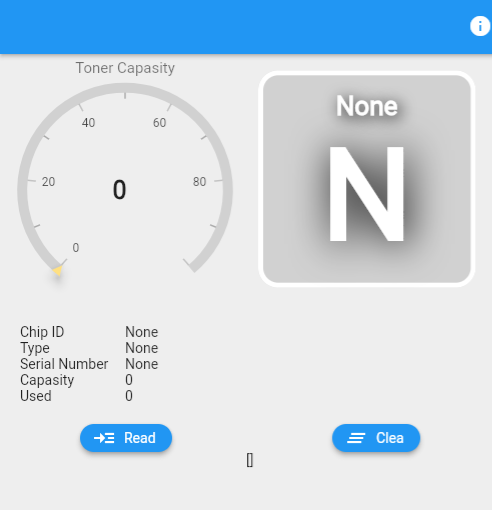 Toner Capasity
0
20
40
60
80
0
None
N
Chip ID None
Type None
Serial Number None
Capasity 0
Used 0
Read
Clea
[]